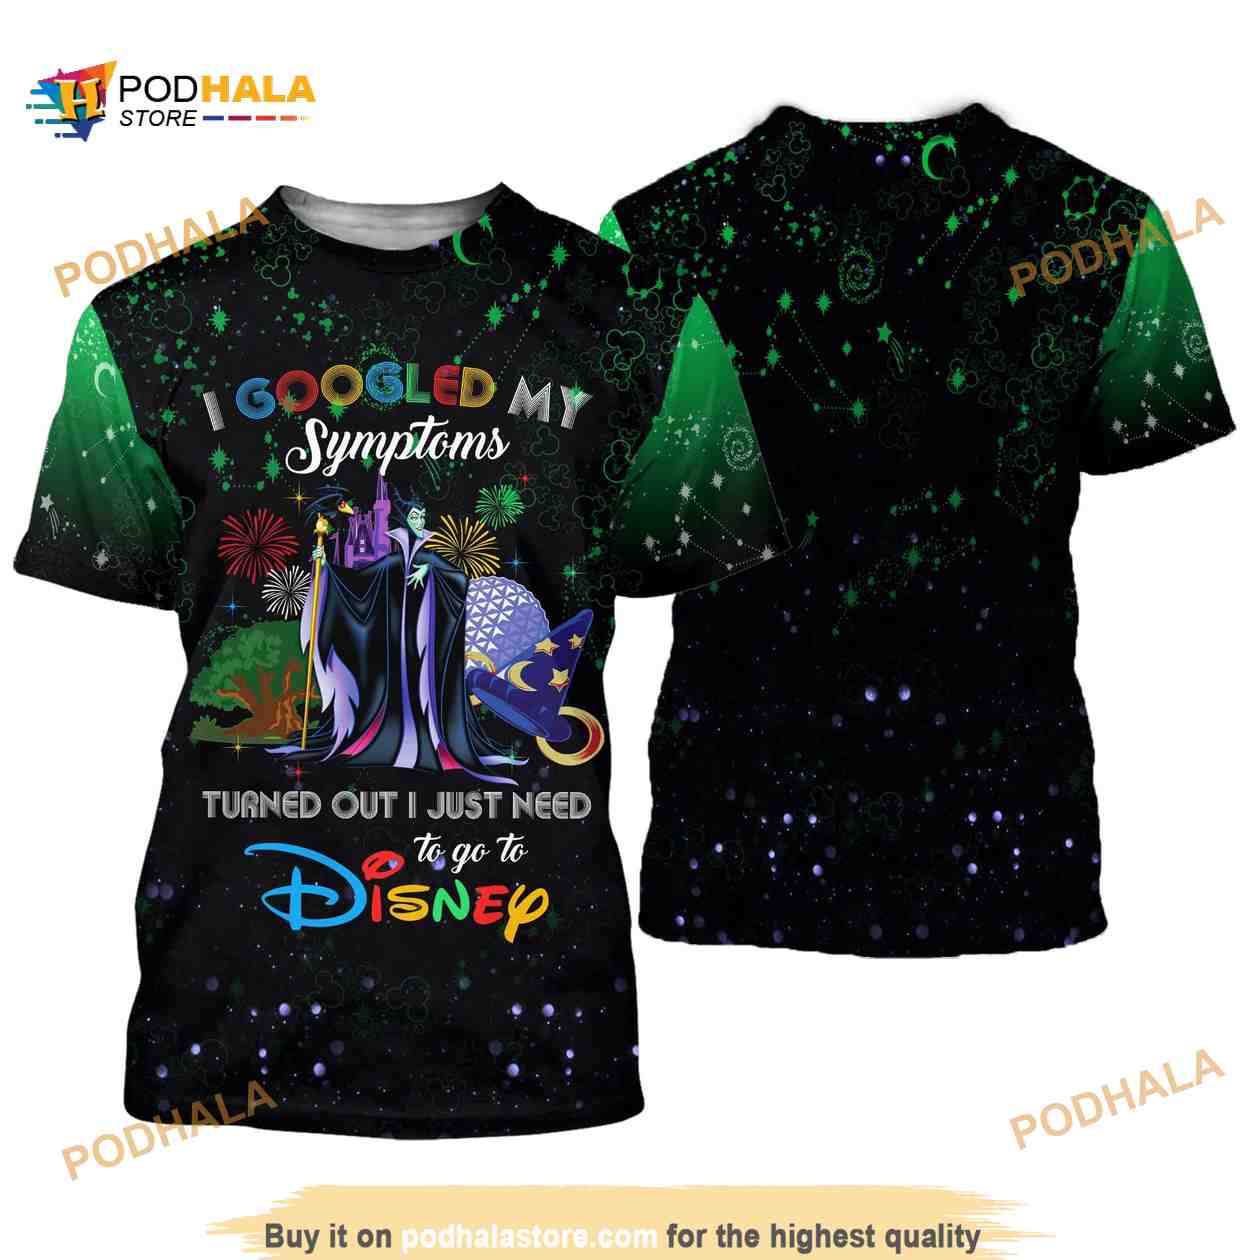 H PODHALA
STORE
PODHALA
PODHALA
I GOOGLED MY
Symptoms
TURNED OUT I JUST NEED
to go to
DISNEY
PODHALA
PODHALA
Buy it on podhalastore.com for the highest quality